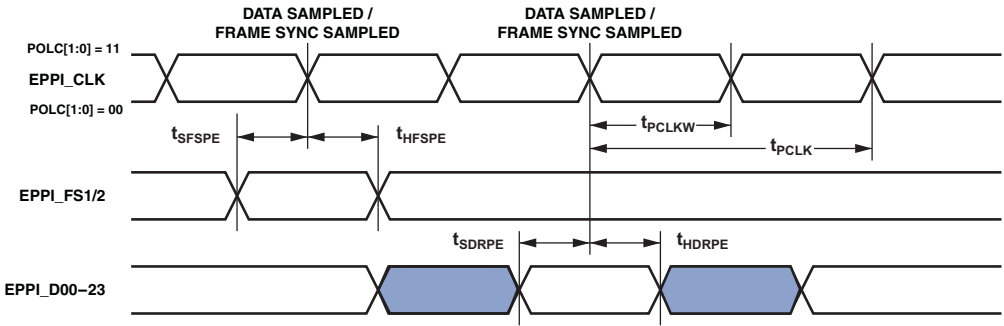 DATA SAMPLED /
FRAME SYNC SAMPLED
DATA SAMPLED /
FRAME SYNC SAMPLED
POLC[1:0] = 11
EPPI_CLK
POLC[1:0] = 00
tSFSPE
tHFSPE
tPCLKW
tPCLK
EPPI_FS1/2
tSDRPE
tHDRPE
EPPI_D00–23